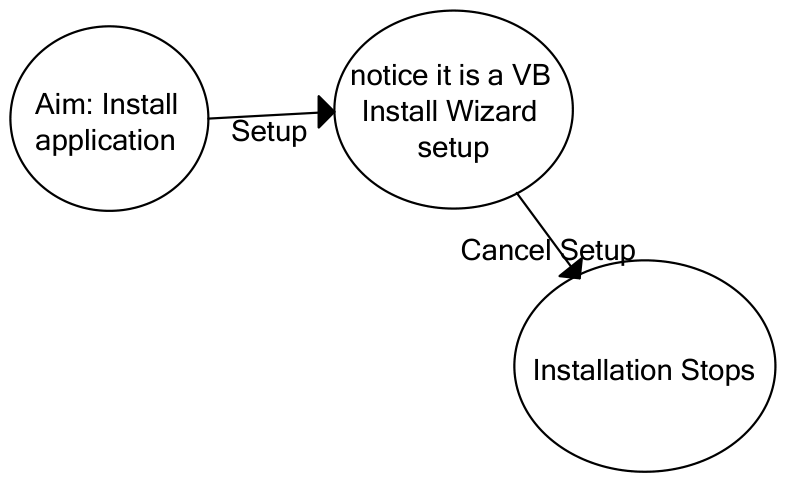 Aim: Install
application
Setup
notice it is a VB
Install Wizard
setup
Cancel Setup
Installation Stops